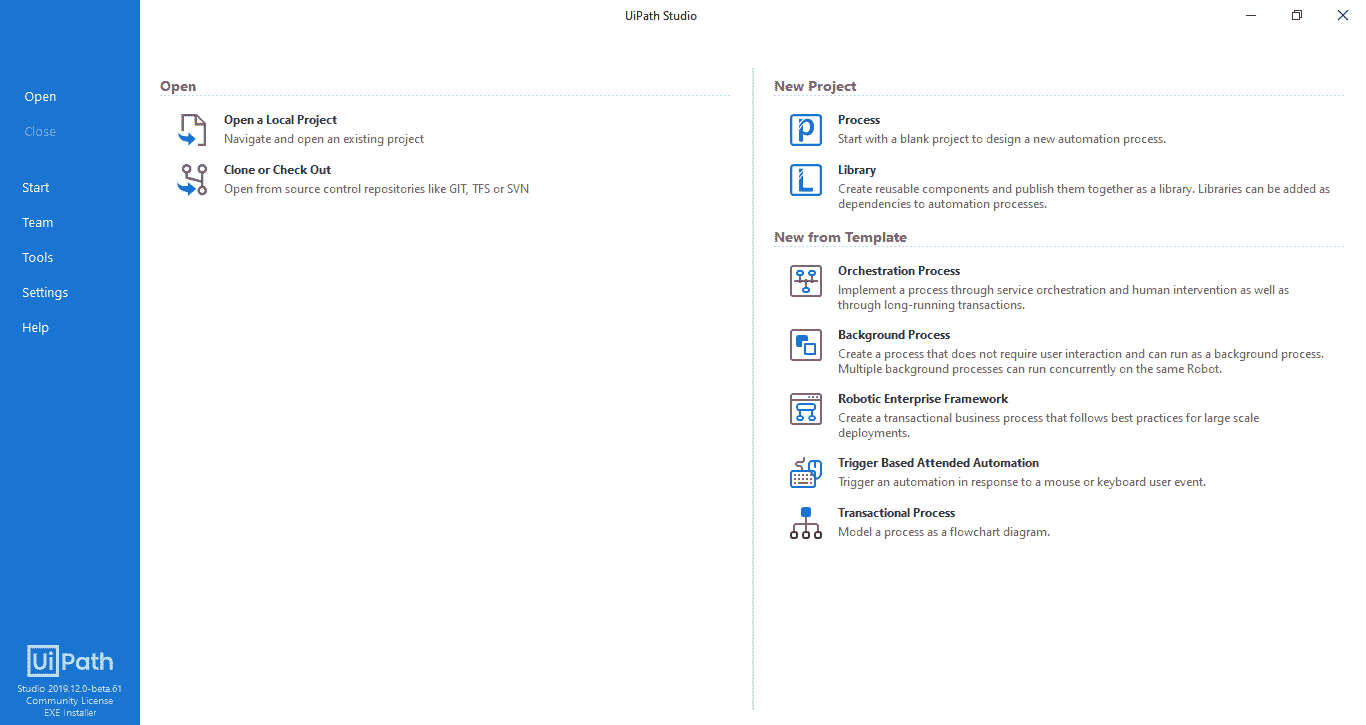 UiPath Studio
Open
Close
Start
Team
Tools
Settings
Help
UiPath
Studio 2019.12.0-beta.61
Community License
EXE Installer
Open
Open a Local Project
Navigate and open an existing project
Clone or Check Out
Open from source control repositories like GIT, TFS or SVN
New Project
Process
Start with a blank project to design a new automation process.
Library
Create reusable components and publish them together as a library. Libraries can be added as
dependencies to automation processes.
New from Template
Orchestration Process
Implement a process through service orchestration and human intervention as well as
through long-running transactions.
Background Process
Create a process that does not require user interaction and can run as a background process.
Multiple background processes can run concurrently on the same Robot.
Robotic Enterprise Framework
Create a transactional business process that follows best practices for large scale
deployments.
Trigger Based Attended Automation
Trigger an automation in response to a mouse or keyboard user event.
Transactional Process
Model a process as a flowchart diagram.